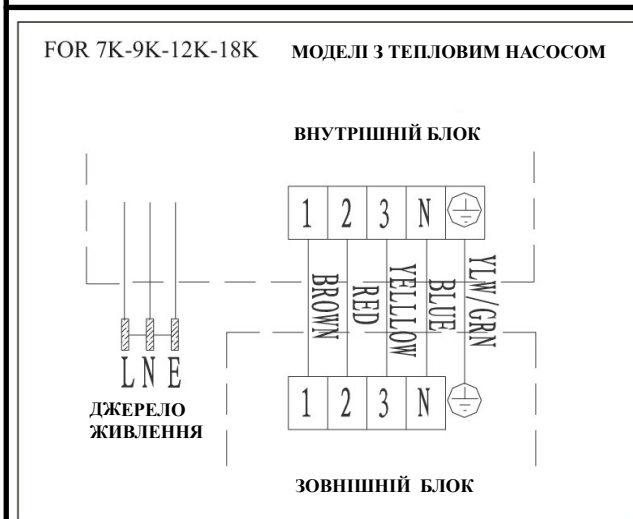 FOR 7K-9K-12K-18K МОДЕЛІ З ТЕПЛОВИМ НАСОСОМ
ВНУТРІШНІЙ БЛОК
1 2 3 N
BROWN
RED
YELLLOW
BLUE
YLW/GRN
L N E
ДЖЕРЕЛО
ЖИВЛЕННЯ
1 2 3 N
ЗОВНІШНІЙ БЛОК